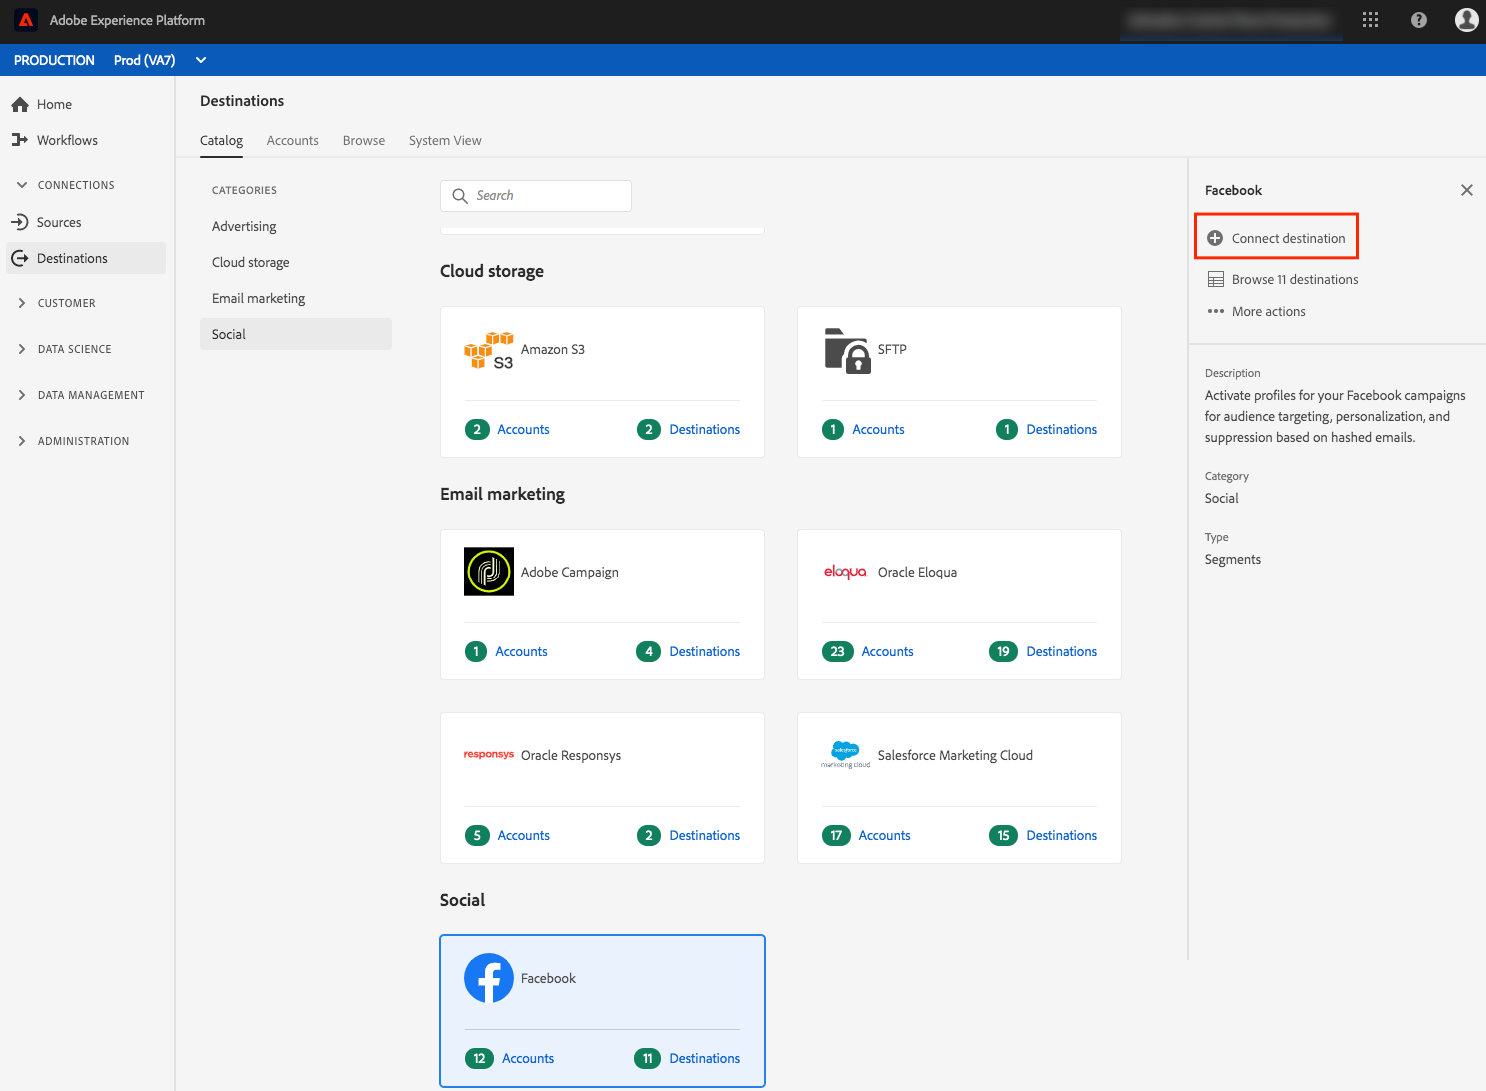 Adobe Experience Platform
PRODUCTION Prod (VA7)
Home
Workflows
CONNECTIONS
Sources
Destinations
CUSTOMER
DATA SCIENCE
DATA MANAGEMENT
ADMINISTRATION
Destinations
Catalog Accounts Browse System View
CATEGORIES
Advertising
Cloud storage
Email marketing
Social
Search
Cloud storage
S3 Amazon S3
2 Accounts 2 Destinations
SFTP
1 Accounts 1 Destinations
Email marketing
Adobe Campaign
1 Accounts 4 Destinations
eloqua Oracle Eloqua
23 Accounts 19 Destinations
responsys Oracle Responsys
5 Accounts 2 Destinations
salesforce
marketing cloud
Salesforce Marketing Cloud
17 Accounts 15 Destinations
Social
Facebook
12 Accounts 11 Destinations
Facebook
Connect destination
Browse 11 destinations
More actions
Description
Activate profiles for your Facebook campaigns
for audience targeting, personalization, and
suppression based on hashed emails.
Category
Social
Type
Segments